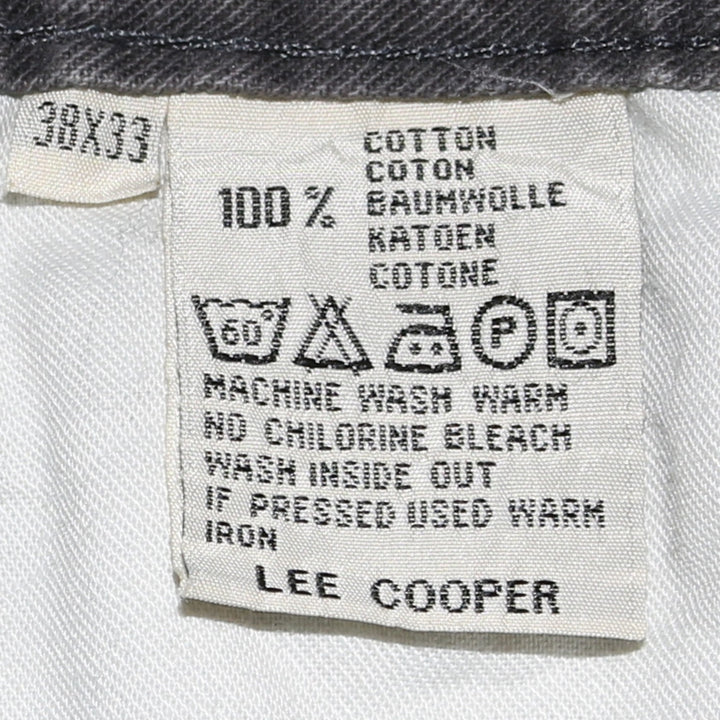 38X33
COTTON
COTON
100 % BAUMWOLLE
KATOEN
COTONE
60° P
MACHINE WASH WARM
NO CHILORINE BLEACH
WASH INSIDE OUT
IF PRESSED USED WARM
IRON
LEE COOPER